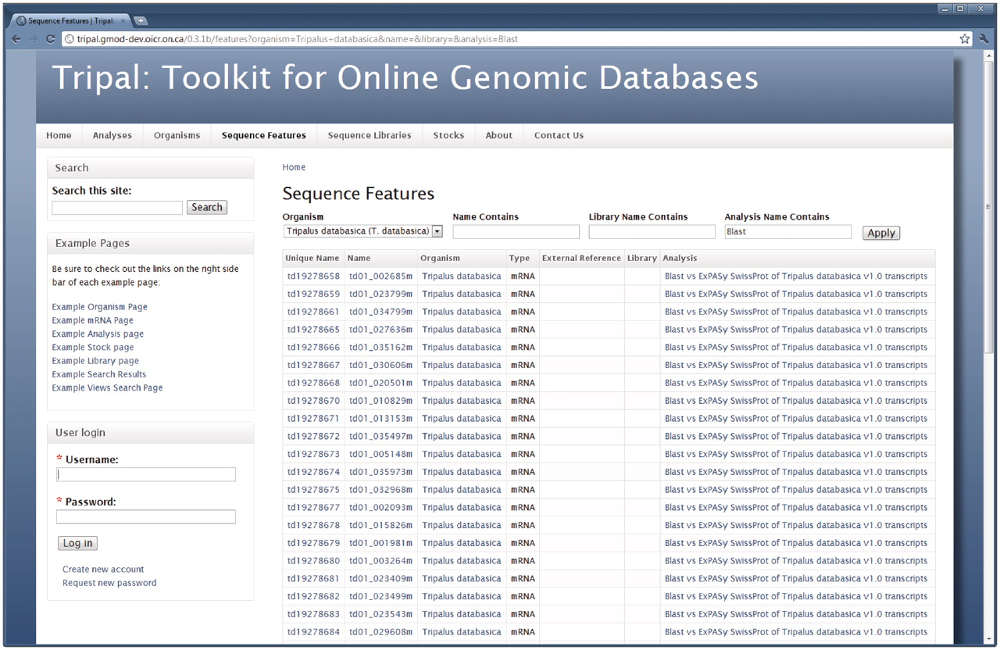 Sequence Features | Tripal:
tripal.gmod-dev.oicr.on.ca/0.3.1b/features?organism=Tripalus+databasica&name=&library=&analysis=Blast
Tripal: Toolkit for Online Genomic Databases
Home Analyses Organisms Sequence Features Sequence Libraries Stocks About Contact Us
Search
Search this site:
Search
Example Pages
Be sure to check out the links on the right side
bar of each example page:
Example Organism Page
Example mRNA Page
Example Analysis page
Example Stock page
Example Library page
Example Search Results
Example Views Search Page
User login
* Username:
* Password:
Log in
Create new account
Request new password
Home
Sequence Features
Organism Name Contains Library Name Contains Analysis Name Contains
Tripalus databasica (T. databasica) Blast Apply
Unique Name Name Organism Type External Reference Library Analysis
td19278658 td01_002685m Tripalus databasica mRNA Blast vs ExPASy SwissProt of Tripalus databasica v1.0 transcripts
td19278659 td01_023799m Tripalus databasica mRNA Blast vs ExPASy SwissProt of Tripalus databasica v1.0 transcripts
td19278661 td01_034799m Tripalus databasica mRNA Blast vs ExPASy SwissProt of Tripalus databasica v1.0 transcripts
td19278665 td01_027636m Tripalus databasica mRNA Blast vs ExPASy SwissProt of Tripalus databasica v1.0 transcripts
td19278666 td01_035162m Tripalus databasica mRNA Blast vs ExPASy SwissProt of Tripalus databasica v1.0 transcripts
td19278667 td01_030606m Tripalus databasica mRNA Blast vs ExPASy SwissProt of Tripalus databasica v1.0 transcripts
td19278668 td01_020501m Tripalus databasica mRNA Blast vs ExPASy SwissProt of Tripalus databasica v1.0 transcripts
td19278670 td01_010829m Tripalus databasica mRNA Blast vs ExPASy SwissProt of Tripalus databasica v1.0 transcripts
td19278671 td01_013153m Tripalus databasica mRNA Blast vs ExPASy SwissProt of Tripalus databasica v1.0 transcripts
td19278672 td01_035497m Tripalus databasica mRNA Blast vs ExPASy SwissProt of Tripalus databasica v1.0 transcripts
td19278673 td01_005148m Tripalus databasica mRNA Blast vs ExPASy SwissProt of Tripalus databasica v1.0 transcripts
td19278674 td01_035973m Tripalus databasica mRNA Blast vs ExPASy SwissProt of Tripalus databasica v1.0 transcripts
td19278675 td01_032968m Tripalus databasica mRNA Blast vs ExPASy SwissProt of Tripalus databasica v1.0 transcripts
td19278677 td01_002093m Tripalus databasica mRNA Blast vs ExPASy SwissProt of Tripalus databasica v1.0 transcripts
td19278678 td01_015826m Tripalus databasica mRNA Blast vs ExPASy SwissProt of Tripalus databasica v1.0 transcripts
td19278679 td01_001981m Tripalus databasica mRNA Blast vs ExPASy SwissProt of Tripalus databasica v1.0 transcripts
td19278680 td01_003264m Tripalus databasica mRNA Blast vs ExPASy SwissProt of Tripalus databasica v1.0 transcripts
td19278681 td01_023409m Tripalus databasica mRNA Blast vs ExPASy SwissProt of Tripalus databasica v1.0 transcripts
td19278682 td01_023499m Tripalus databasica mRNA Blast vs ExPASy SwissProt of Tripalus databasica v1.0 transcripts
td19278683 td01_023543m Tripalus databasica mRNA Blast vs ExPASy SwissProt of Tripalus databasica v1.0 transcripts
td19278684 td01_029608m Tripalus databasica mRNA Blast vs ExPASy SwissProt of Tripalus databasica v1.0 transcripts